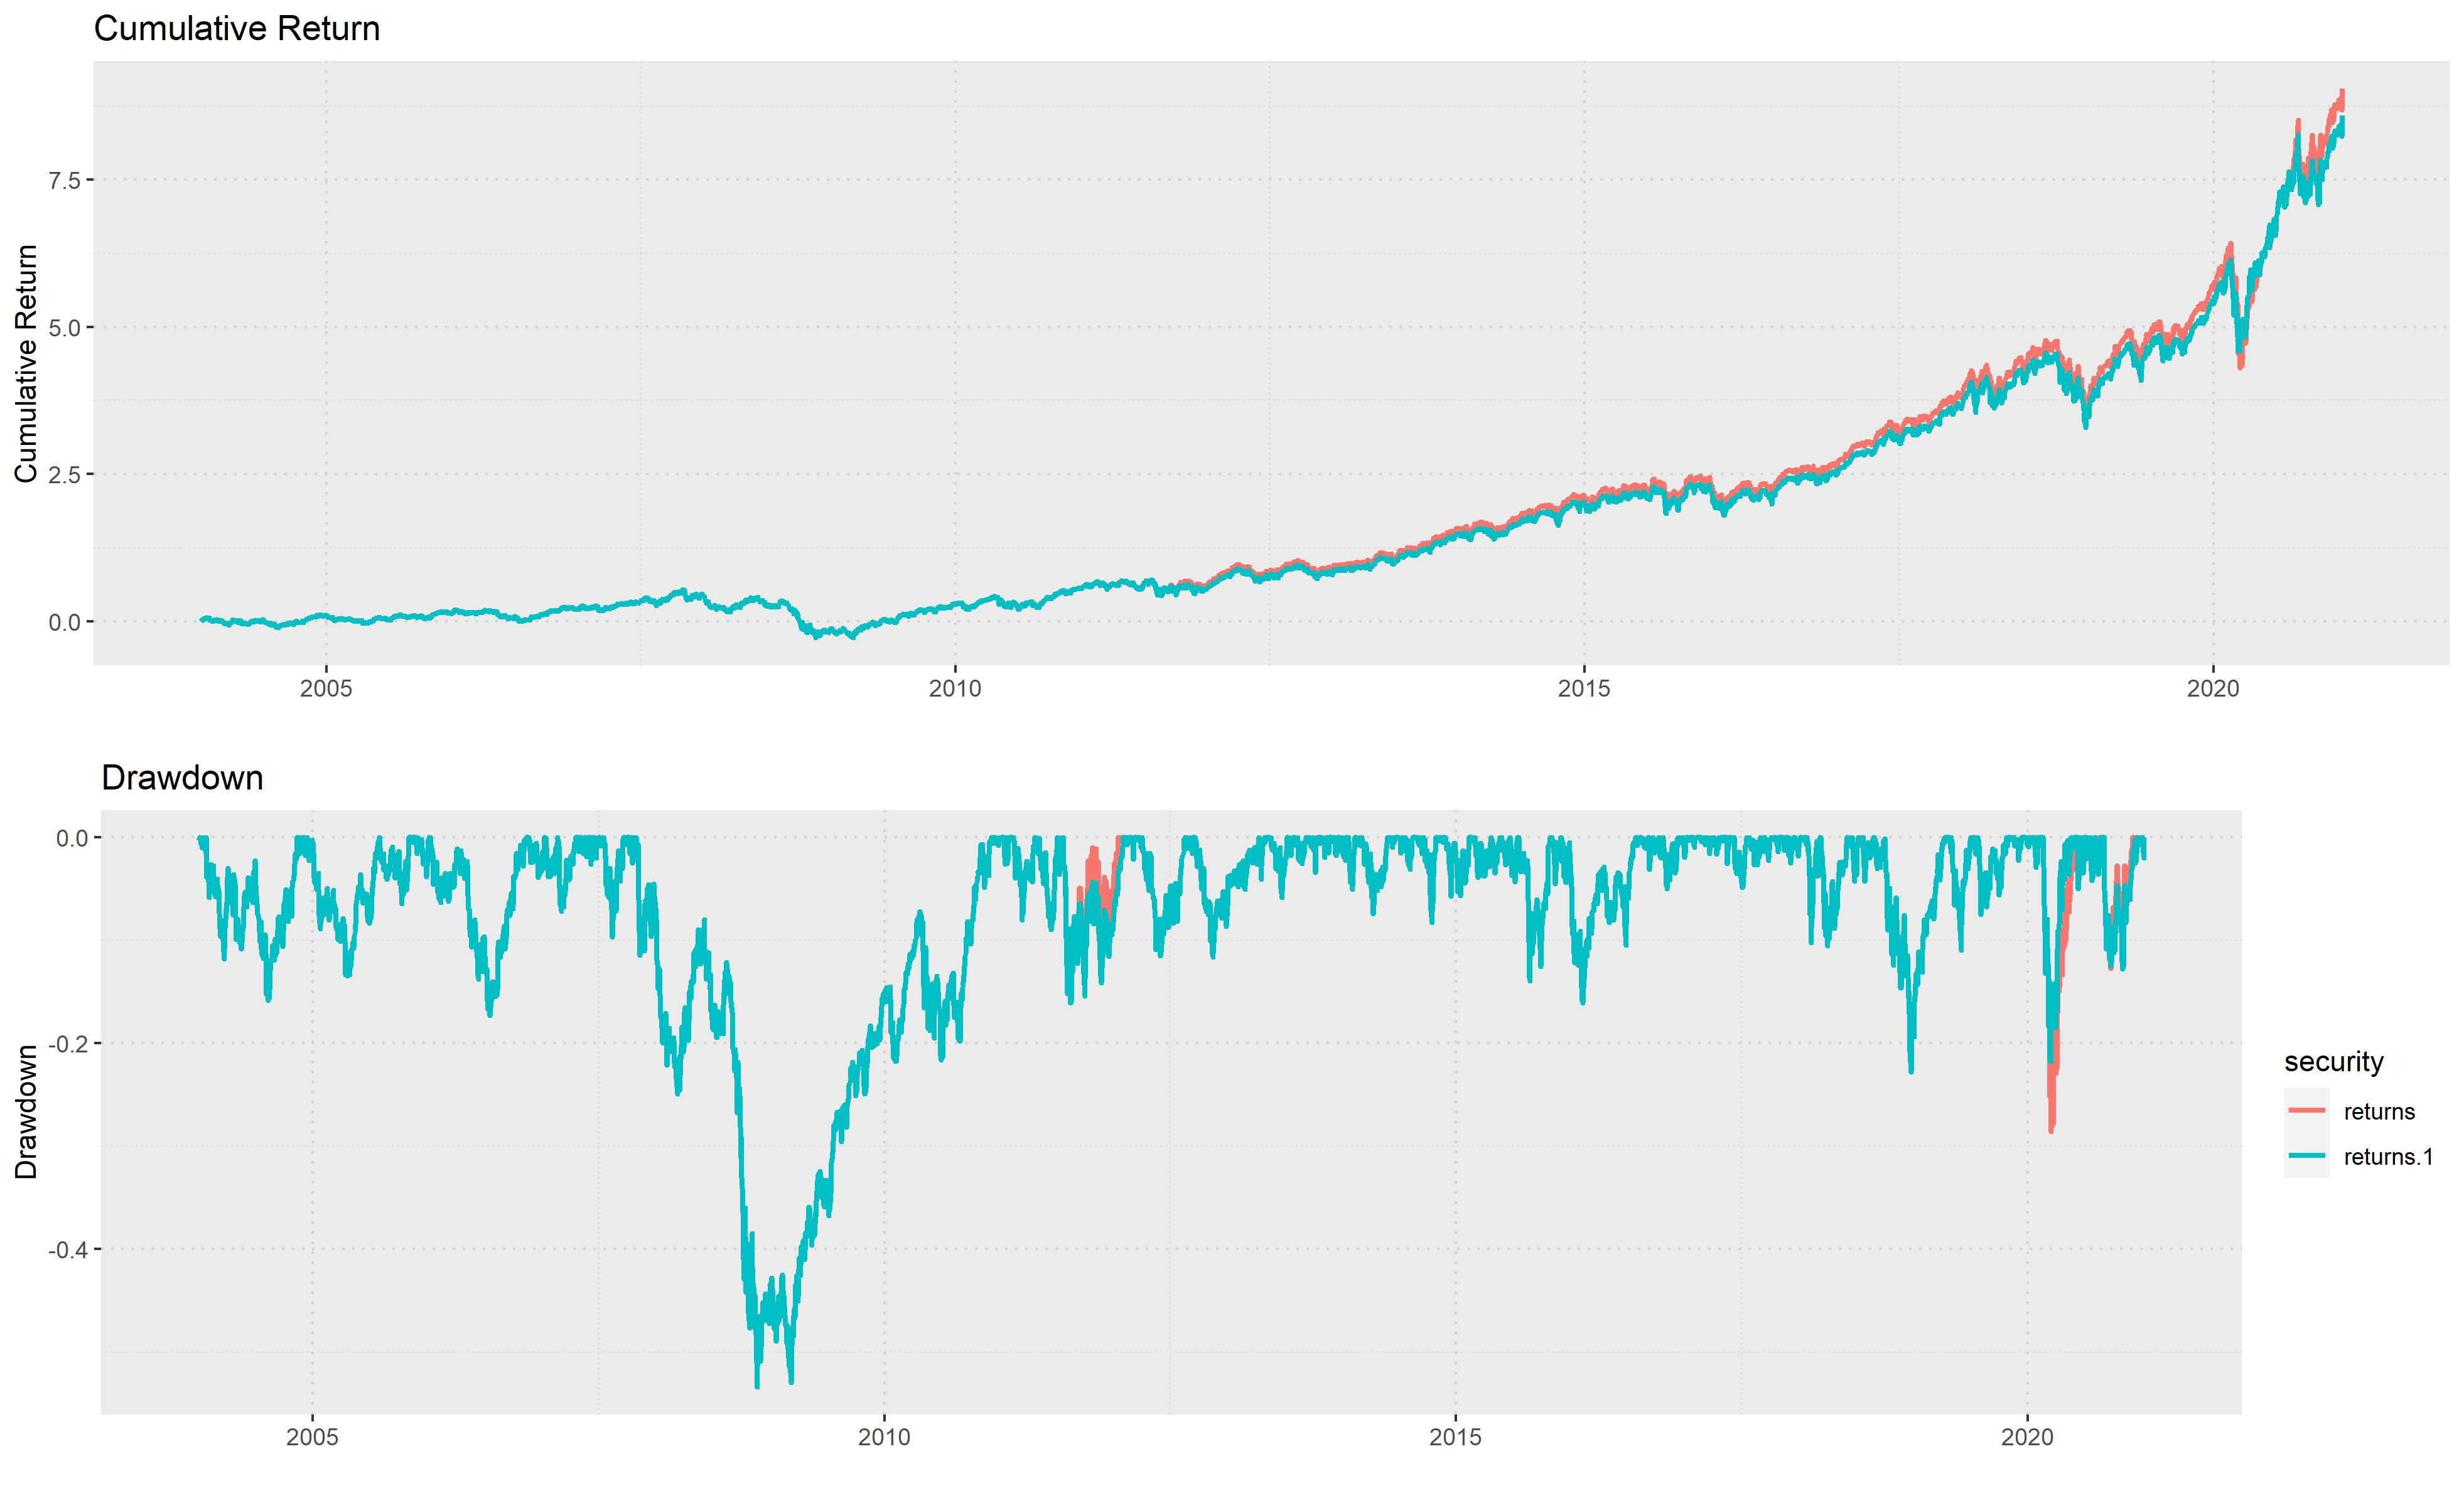 Cumulative Return
Cumulative Return
7.5
5.0
2.5
0.0
2005 2010 2015 2020
Drawdown
Drawdown
0.0
-0.2
-0.4
2005 2010 2015 2020
security
returns
returns.1